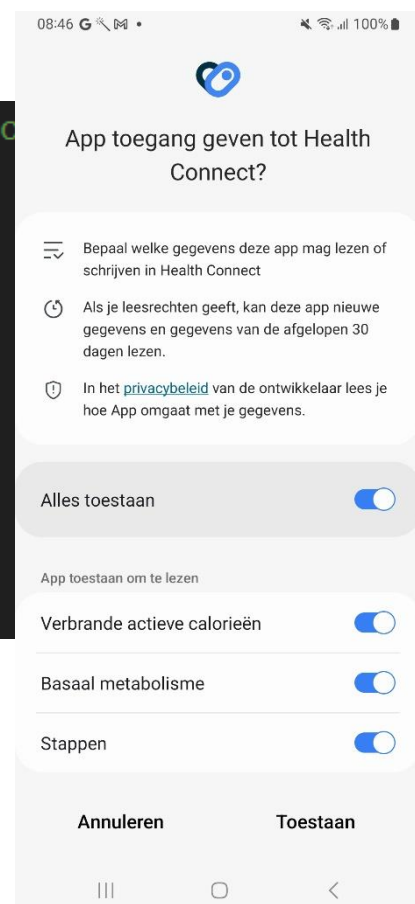 08:46 G 100%
App toegang geven tot Health
Connect?
Bepaal welke gegevens deze app mag lezen of
schrijven in Health Connect
Als je leesrechten geeft, kan deze app nieuwe
gegevens en gegevens van de afgelopen 30
dagen lezen.
In het privacybeleid van de ontwikkelaar lees je
hoe App omgaat met je gegevens.
Alles toestaan
App toestaan om te lezen
Verbrande actieve calorieën
Basaal metabolisme
Stappen
Annuleren Toestaan